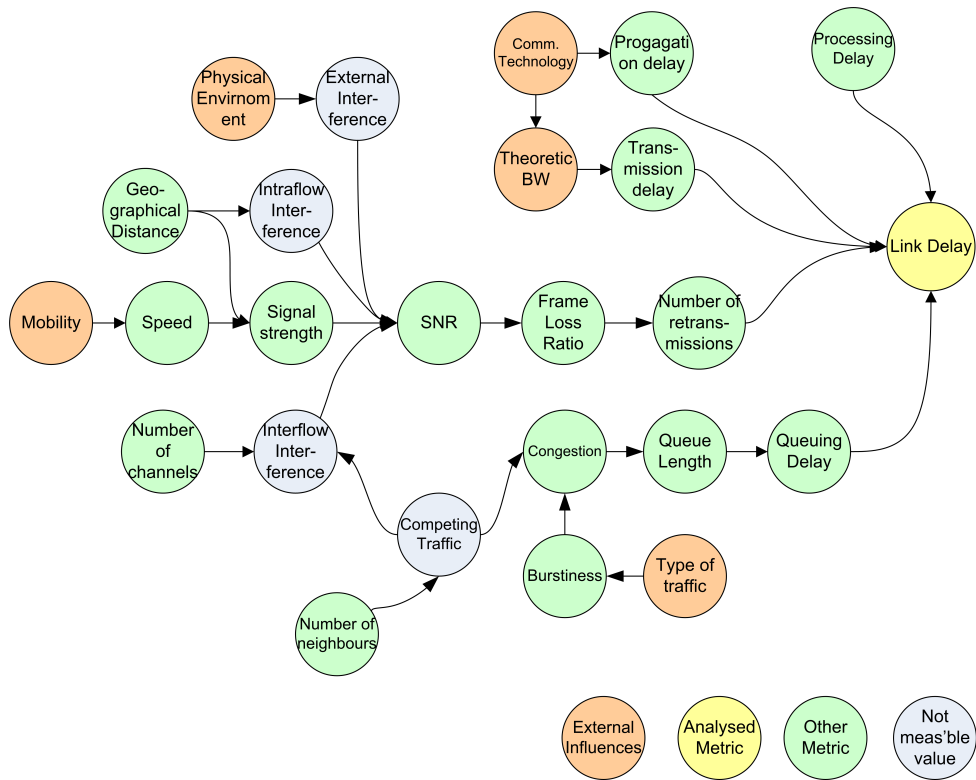 Comm.
Technology
Progagati
on delay
Processing
Delay
Physical
Envirnom
ent
External
Inter-
ference
Theoretic
BW
Trans-
mission
delay
Geo-
graphical
Distance
Intraflow
Inter-
ference
Link Delay
Mobility
Speed
Signal
strength
SNR
Frame
Loss
Ratio
Number of
retrans-
missions
Number
of
channels
Interflow
Inter-
ference
Congestion
Queue
Length
Queuing
Delay
Competing
Traffic
Burstiness
Type of
traffic
Number of
neighbours
External
Influences
Analysed
Metric
Other
Metric
Not
meas'ble
value